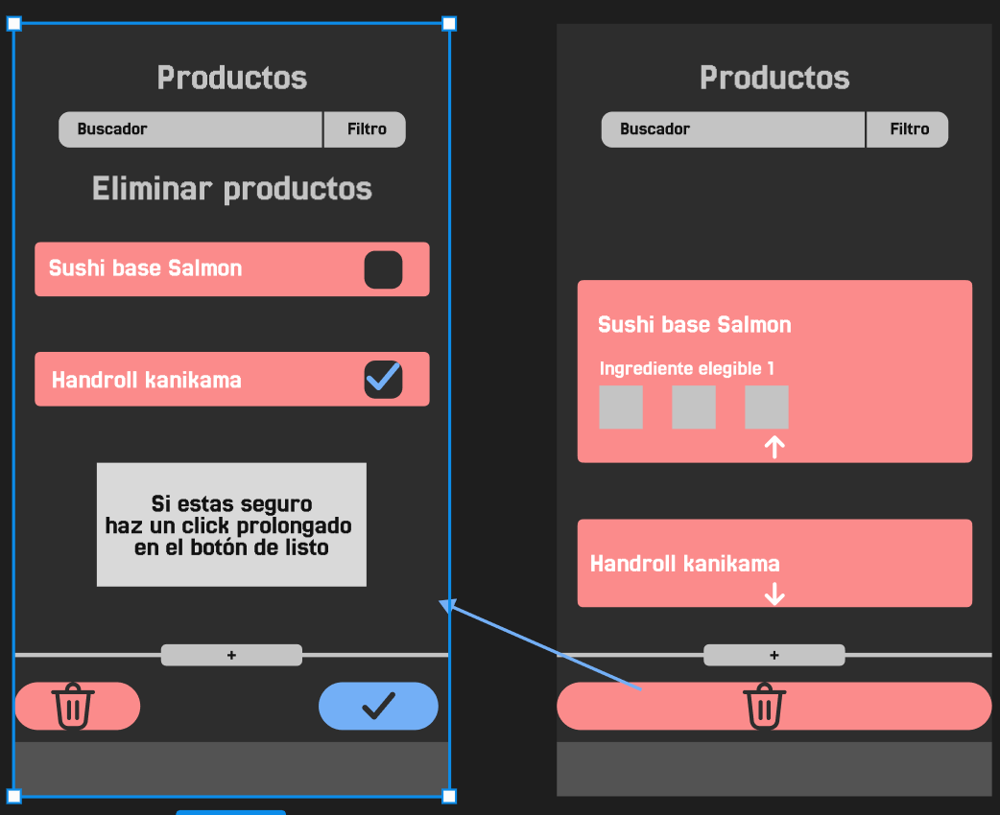 Productos
Buscador
Filtro
Eliminar productos
Sushi base Salmon
Handroll kanikama
Si estas seguro
haz un click prolongado
en el botón de listo
+
Productos
Buscador
Filtro
Sushi base Salmon
Ingrediente elegible 1
Handroll kanikama
+